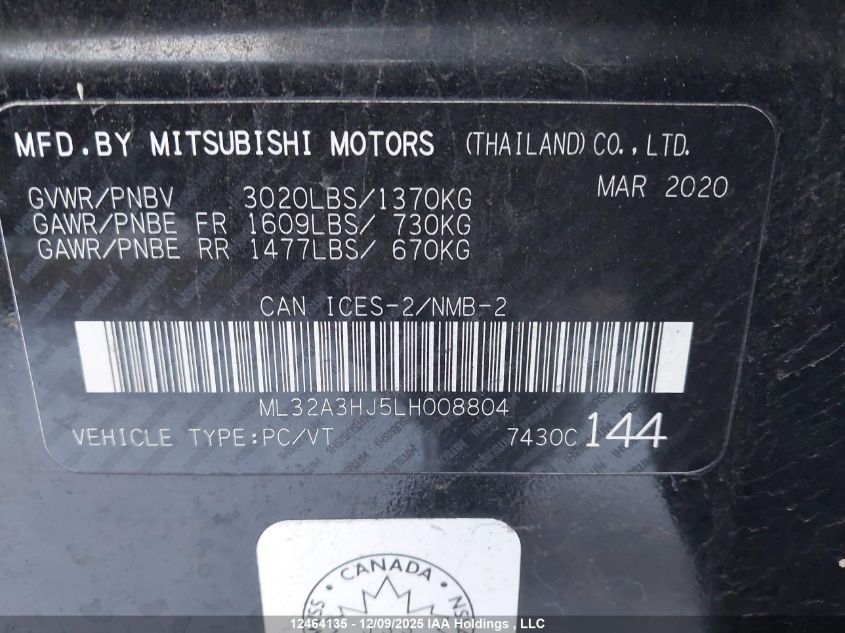 MFD.BY MITSUBISHI MOTORS (THAILAND) CO.,LTD.
MAR 2020
GVWR/PNBV 3020LBS/1370KG
GAWR/PNBE FR 1609LBS/ 730KG
GAWR/PNBE RR 1477LBS/ 670KG
CAN ICES-2/NMB-2
ML32A3HJ5LH008804
VEHICLE TYPE:PC/VT 7430C 144
CANADA
12464135 - 12/09/2025 IAA Holdings , LLC